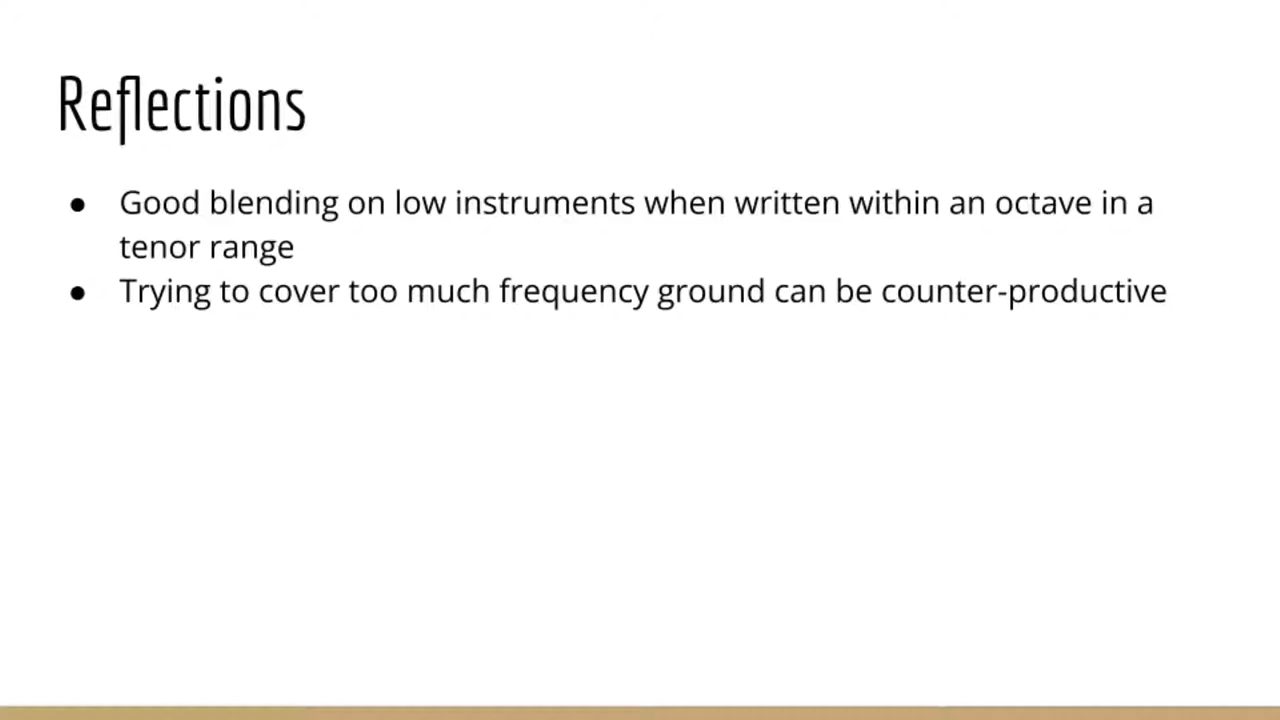 Reflections
● Good blending on low instruments when written within an octave in a
tenor range
● Trying to cover too much frequency ground can be counter-productive